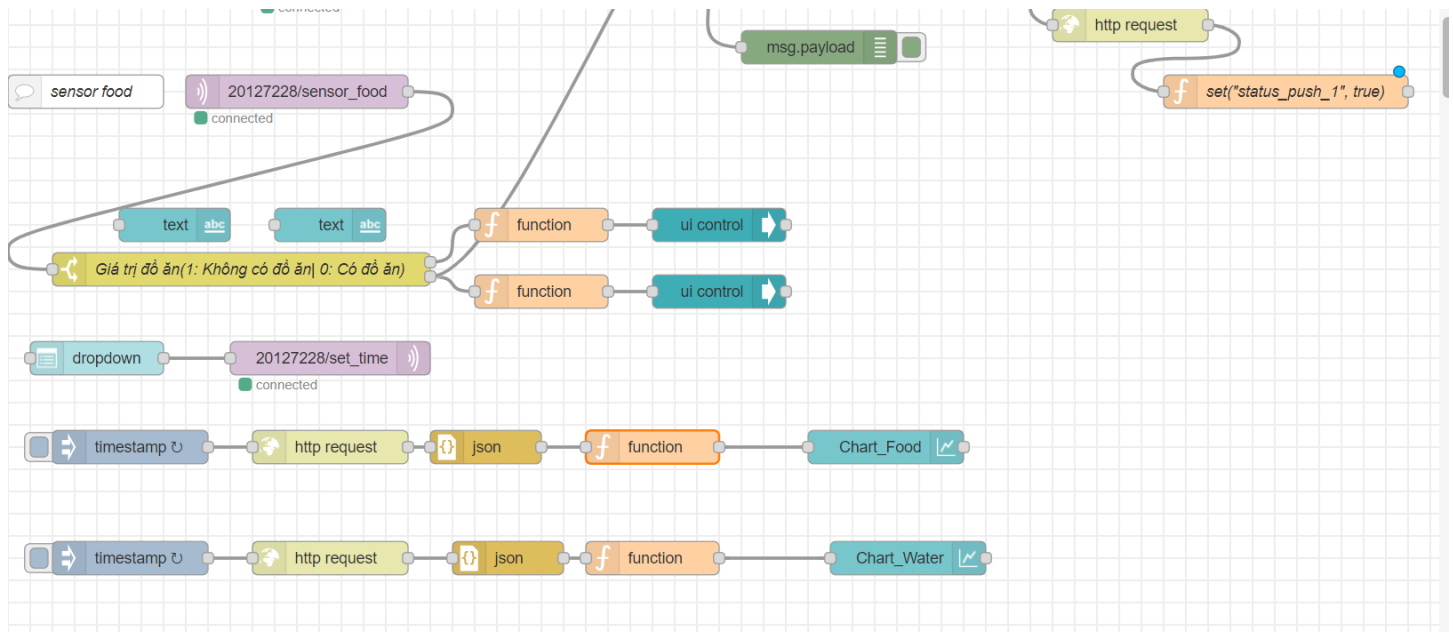 connected
http request
msg.payload
sensor food
20127228/sensor_food
set("status_push_1", true)
connected
text abc
text abc
function
ui control
Giá trị đồ ăn(1: Không có đồ ăn| 0: Có đồ ăn)
function
ui control
dropdown
20127228/set_time
connected
timestamp ↻
http request
json
function
Chart_Food
timestamp ↻
http request
json
function
Chart_Water